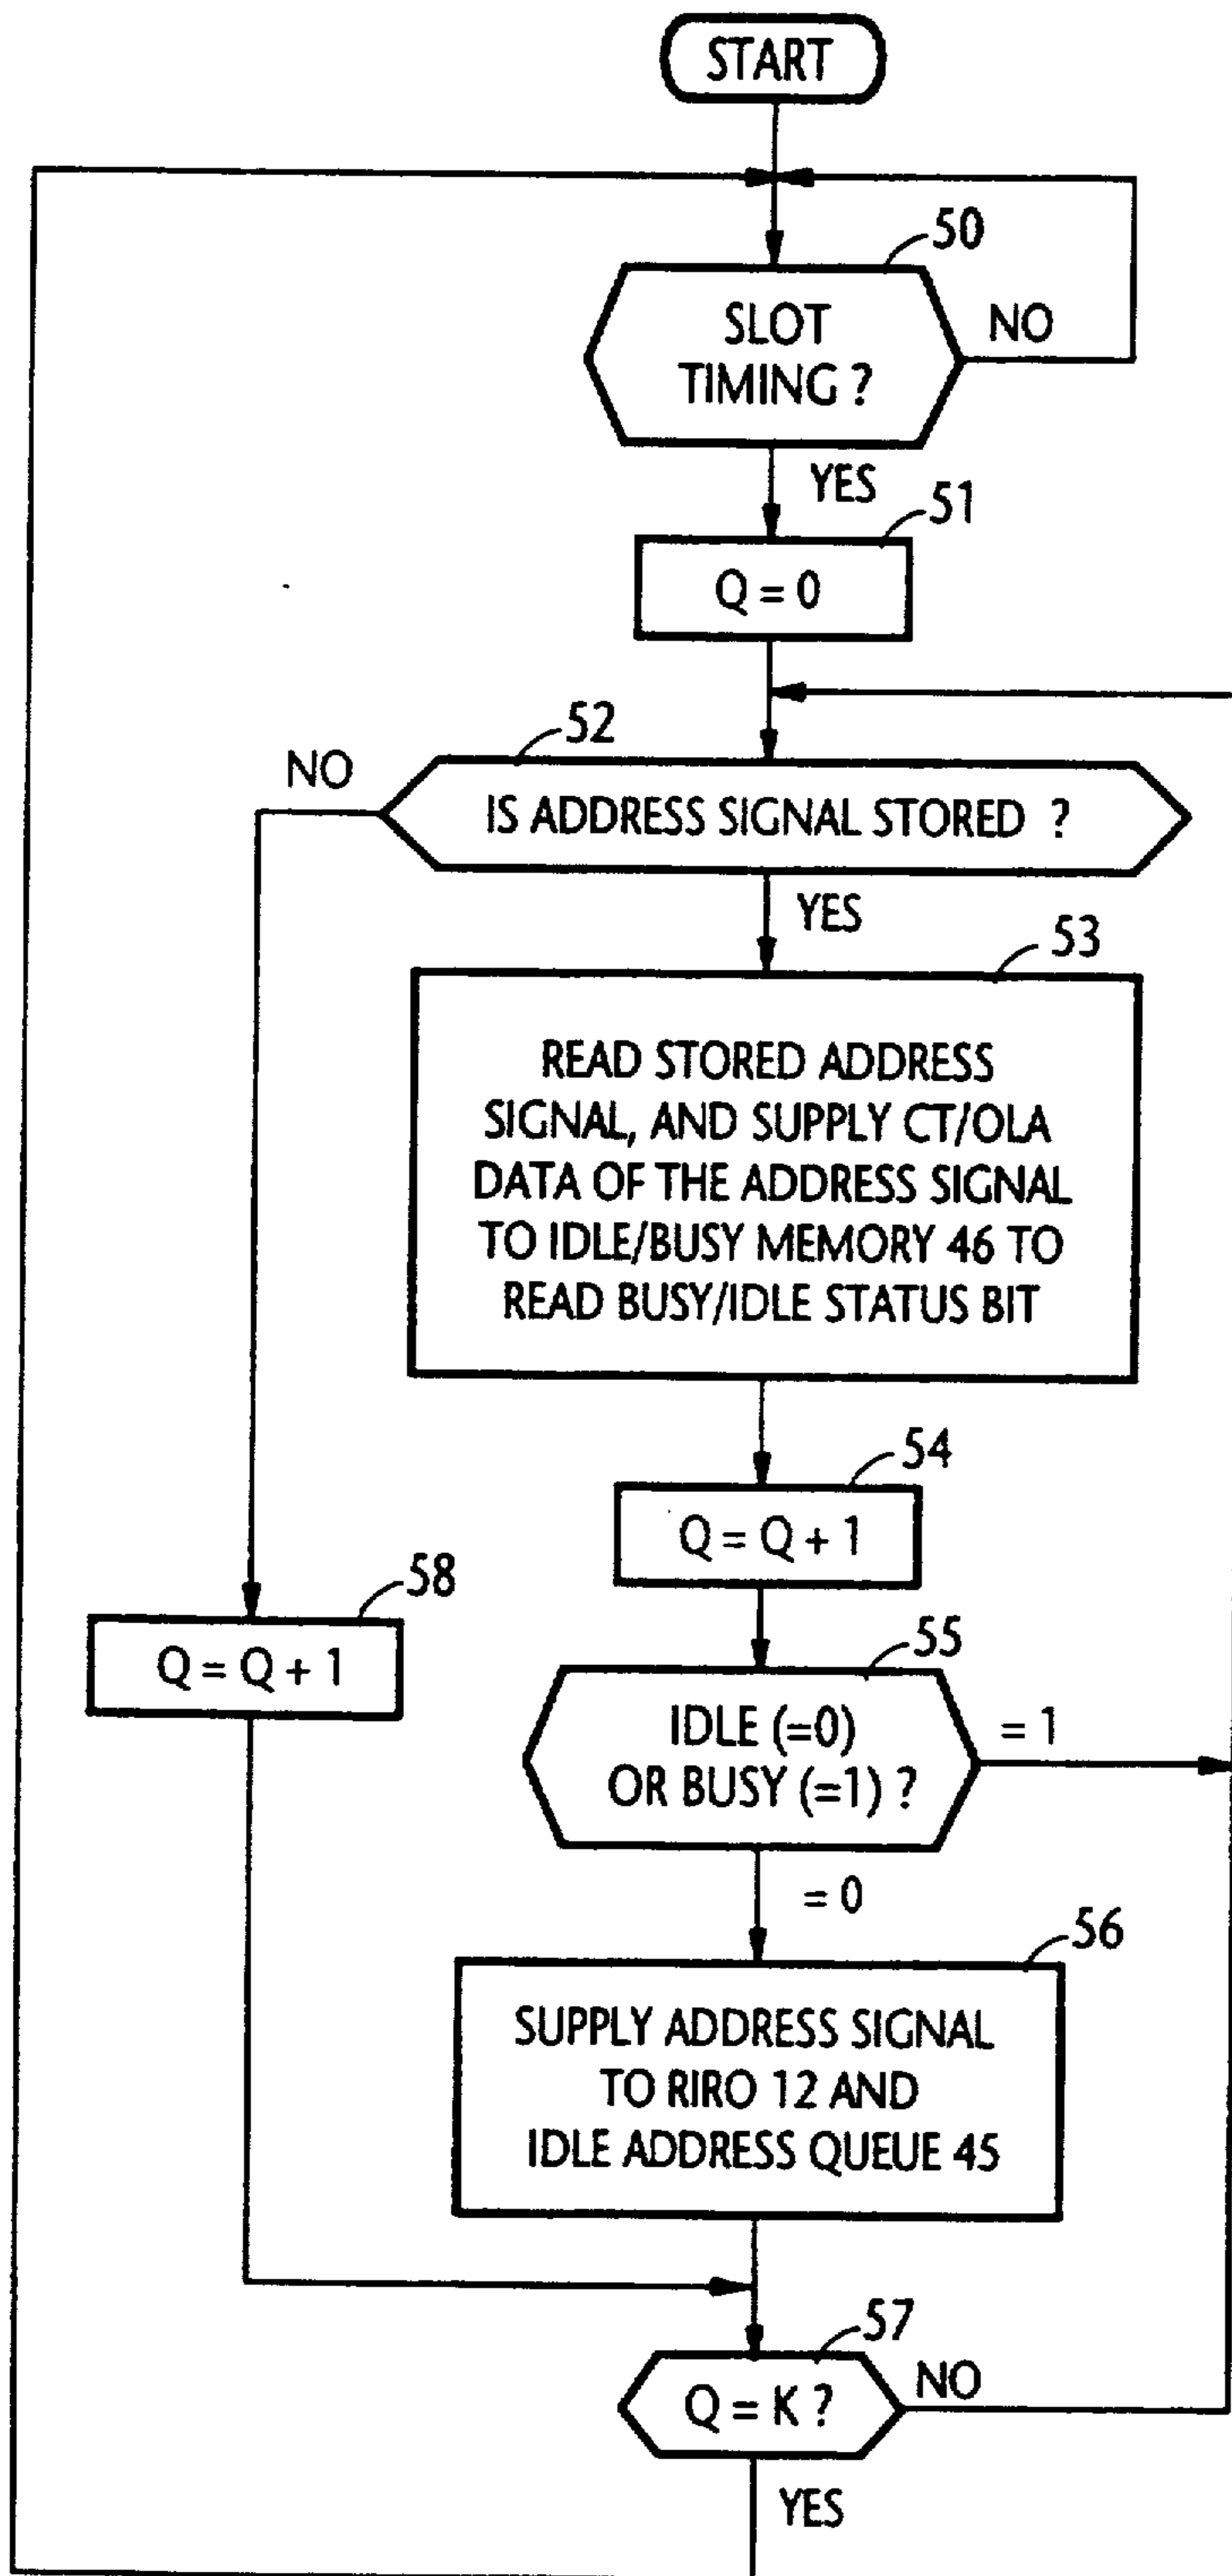 START
50
SLOT
TIMING ?
NO
YES
51
Q = 0
52
NO
IS ADDRESS SIGNAL STORED ?
YES
53
READ STORED ADDRESS
SIGNAL, AND SUPPLY CT/OLA
DATA OF THE ADDRESS SIGNAL
TO IDLE/BUSY MEMORY 46 TO
READ BUSY/IDLE STATUS BIT
54
Q = Q + 1
58
Q = Q + 1
55
IDLE (=0)
OR BUSY (=1) ?
= 1
= 0
56
SUPPLY ADDRESS SIGNAL
TO RIRO 12 AND
IDLE ADDRESS QUEUE 45
57
Q = K ?
NO
YES